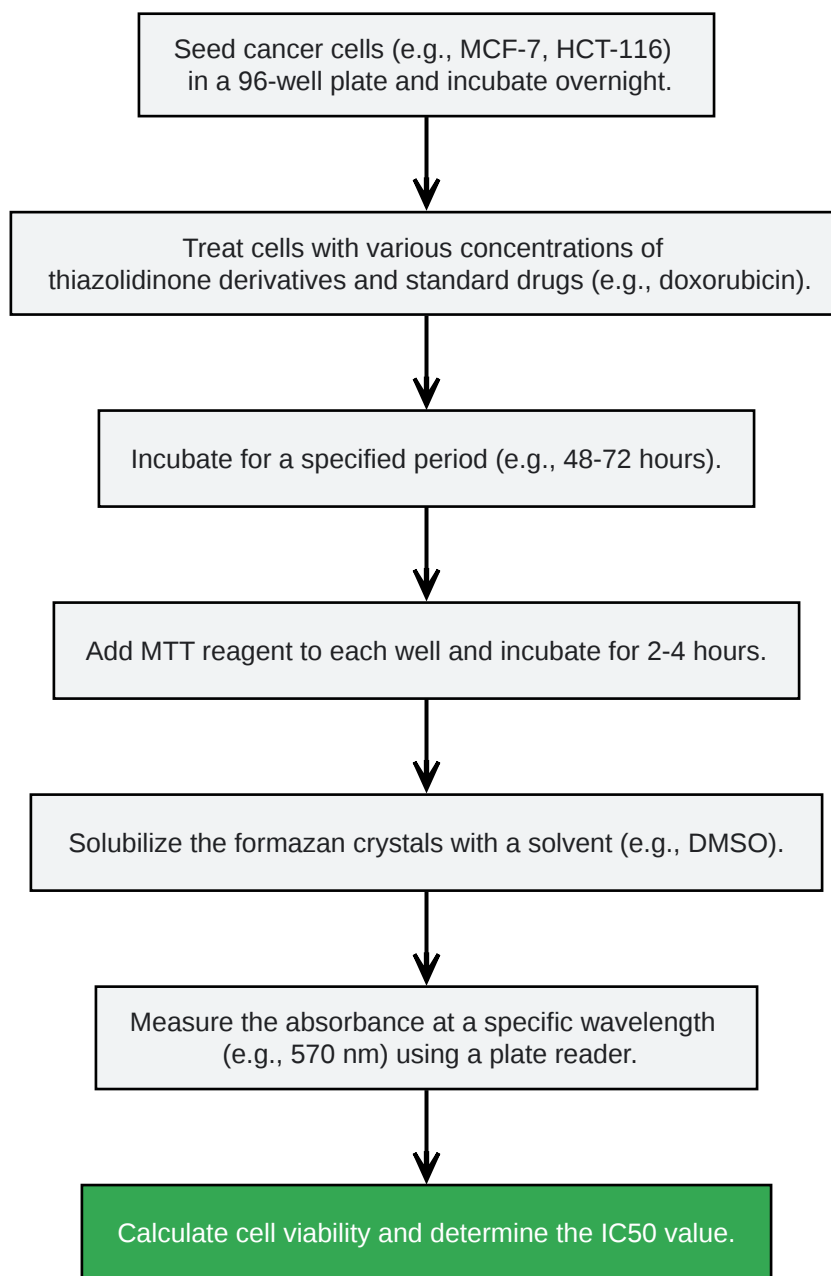 Seed cancer cells (e.g., MCF-7, HCT-116)
in a 96-well plate and incubate overnight.
Treat cells with various concentrations of
thiazolidinone derivatives and standard drugs (e.g., doxorubicin).
Incubate for a specified period (e.g., 48-72 hours).
Add MTT reagent to each well and incubate for 2-4 hours.
Solubilize the formazan crystals with a solvent (e.g., DMSO).
Measure the absorbance at a specific wavelength
(e.g., 570 nm) using a plate reader.
Calculate cell viability and determine the IC50 value.